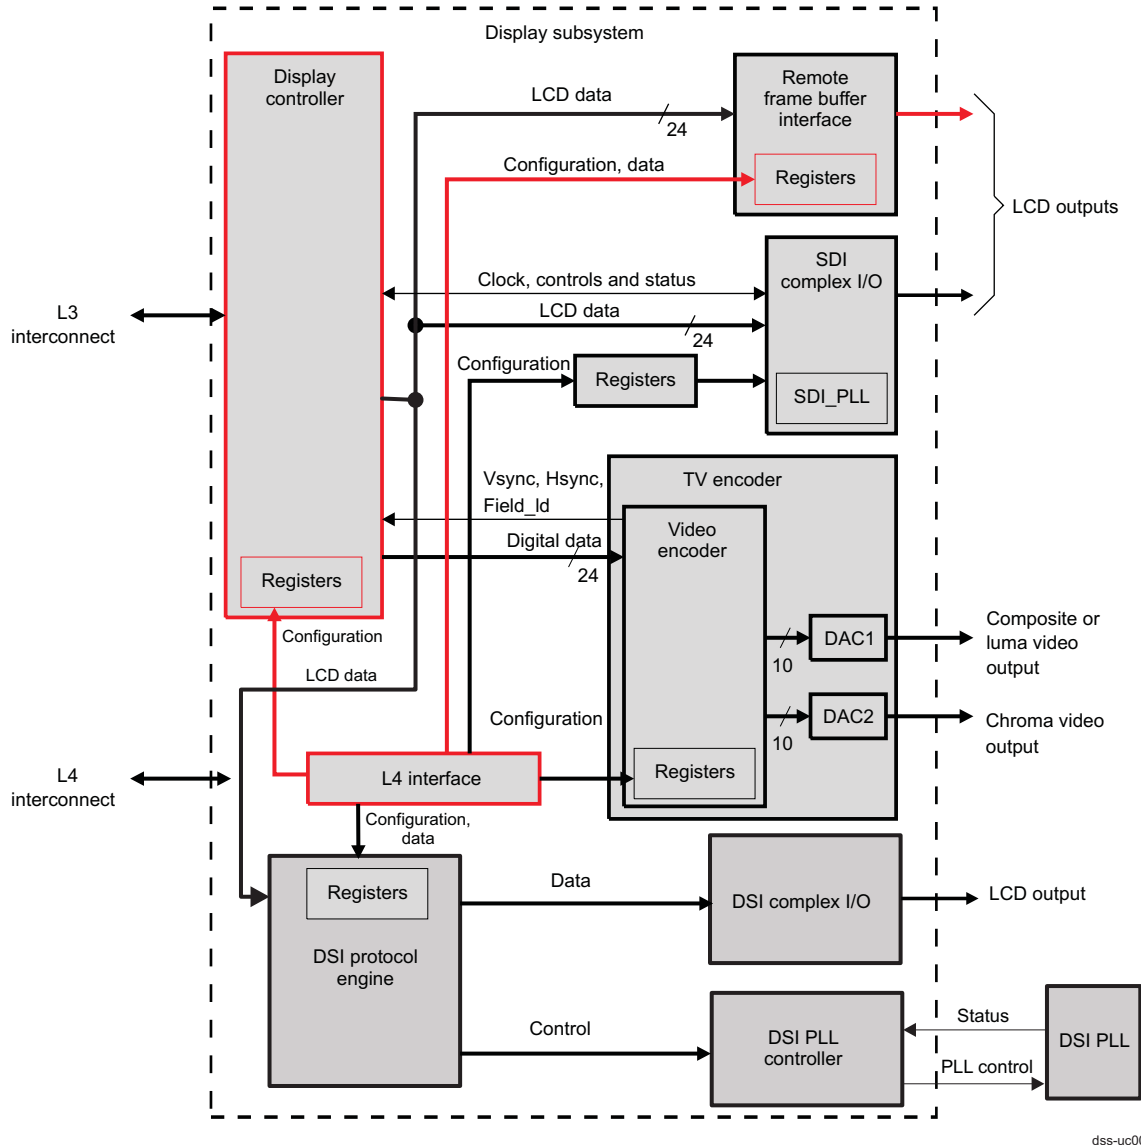 Display subsystem
Display
controller
LCD data
24
Remote
frame buffer
interface
Configuration, data
Registers
LCD outputs
SDI
complex I/O
Clock, controls and status
L3
interconnect
LCD data
24
Configuration
Registers
SDI_PLL
Vsync, Hsync,
Field_Id
TV encoder
Video
encoder
Digital data
24
Registers
Configuration
LCD data
10
DAC1
Composite or
luma video
output
Configuration
10
DAC2
Chroma video
output
L4
interconnect
L4 interface
Registers
Configuration,
data
Registers
DSI protocol
engine
Data
DSI complex I/O
LCD output
Control
DSI PLL
controller
Status
PLL control
DSI PLL